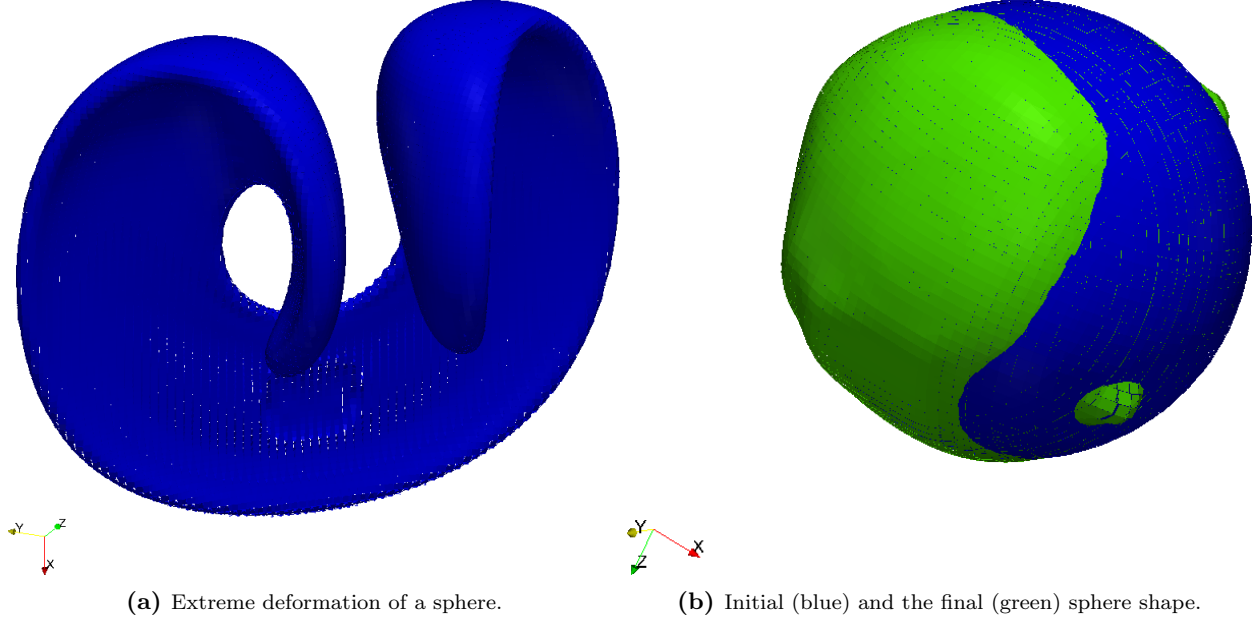 Y
Z
X
Y
X
Z
(a) Extreme deformation of a sphere.
(b) Initial (blue) and the final (green) sphere shape.